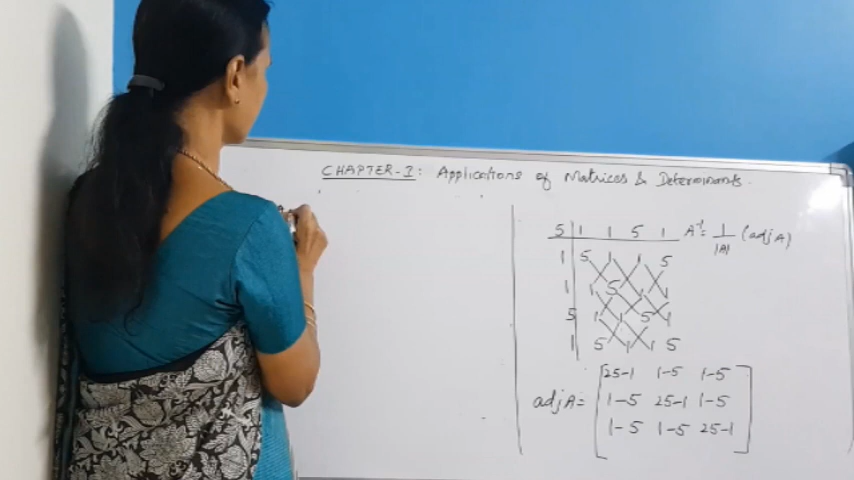 CHAPTER-I: Applications of Matrices & Determinants.
5 | 1 1 5 1 A⁻¹ = 1/|A| (adj A)
1 | 5 1 1 5
1 | 1 5 1 1
5 | 1 1 5 1
1 | 5 1 1 5
25-1 1-5 1-5
adj A = 1-5 25-1 1-5
1-5 1-5 25-1